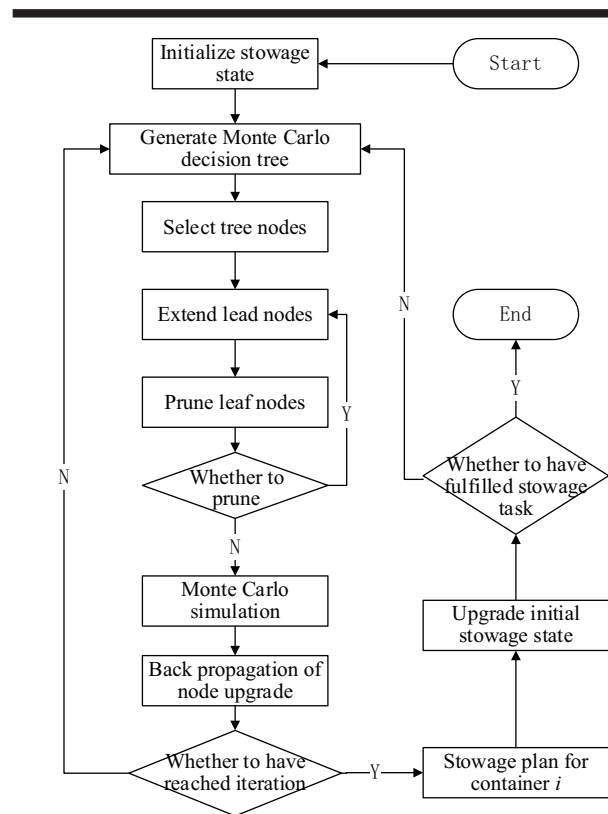 Start
Initialize stowage
state
Generate Monte Carlo
decision tree
Select tree nodes
Extend lead nodes
Prune leaf nodes
Y
Whether to
prune
N
Monte Carlo
simulation
Back propagation of
node upgrade
Whether to have
reached iteration
N
Y
Stowage plan for
container i
Upgrade initial
stowage state
Whether to have
fulfilled stowage
task
N
Y
End